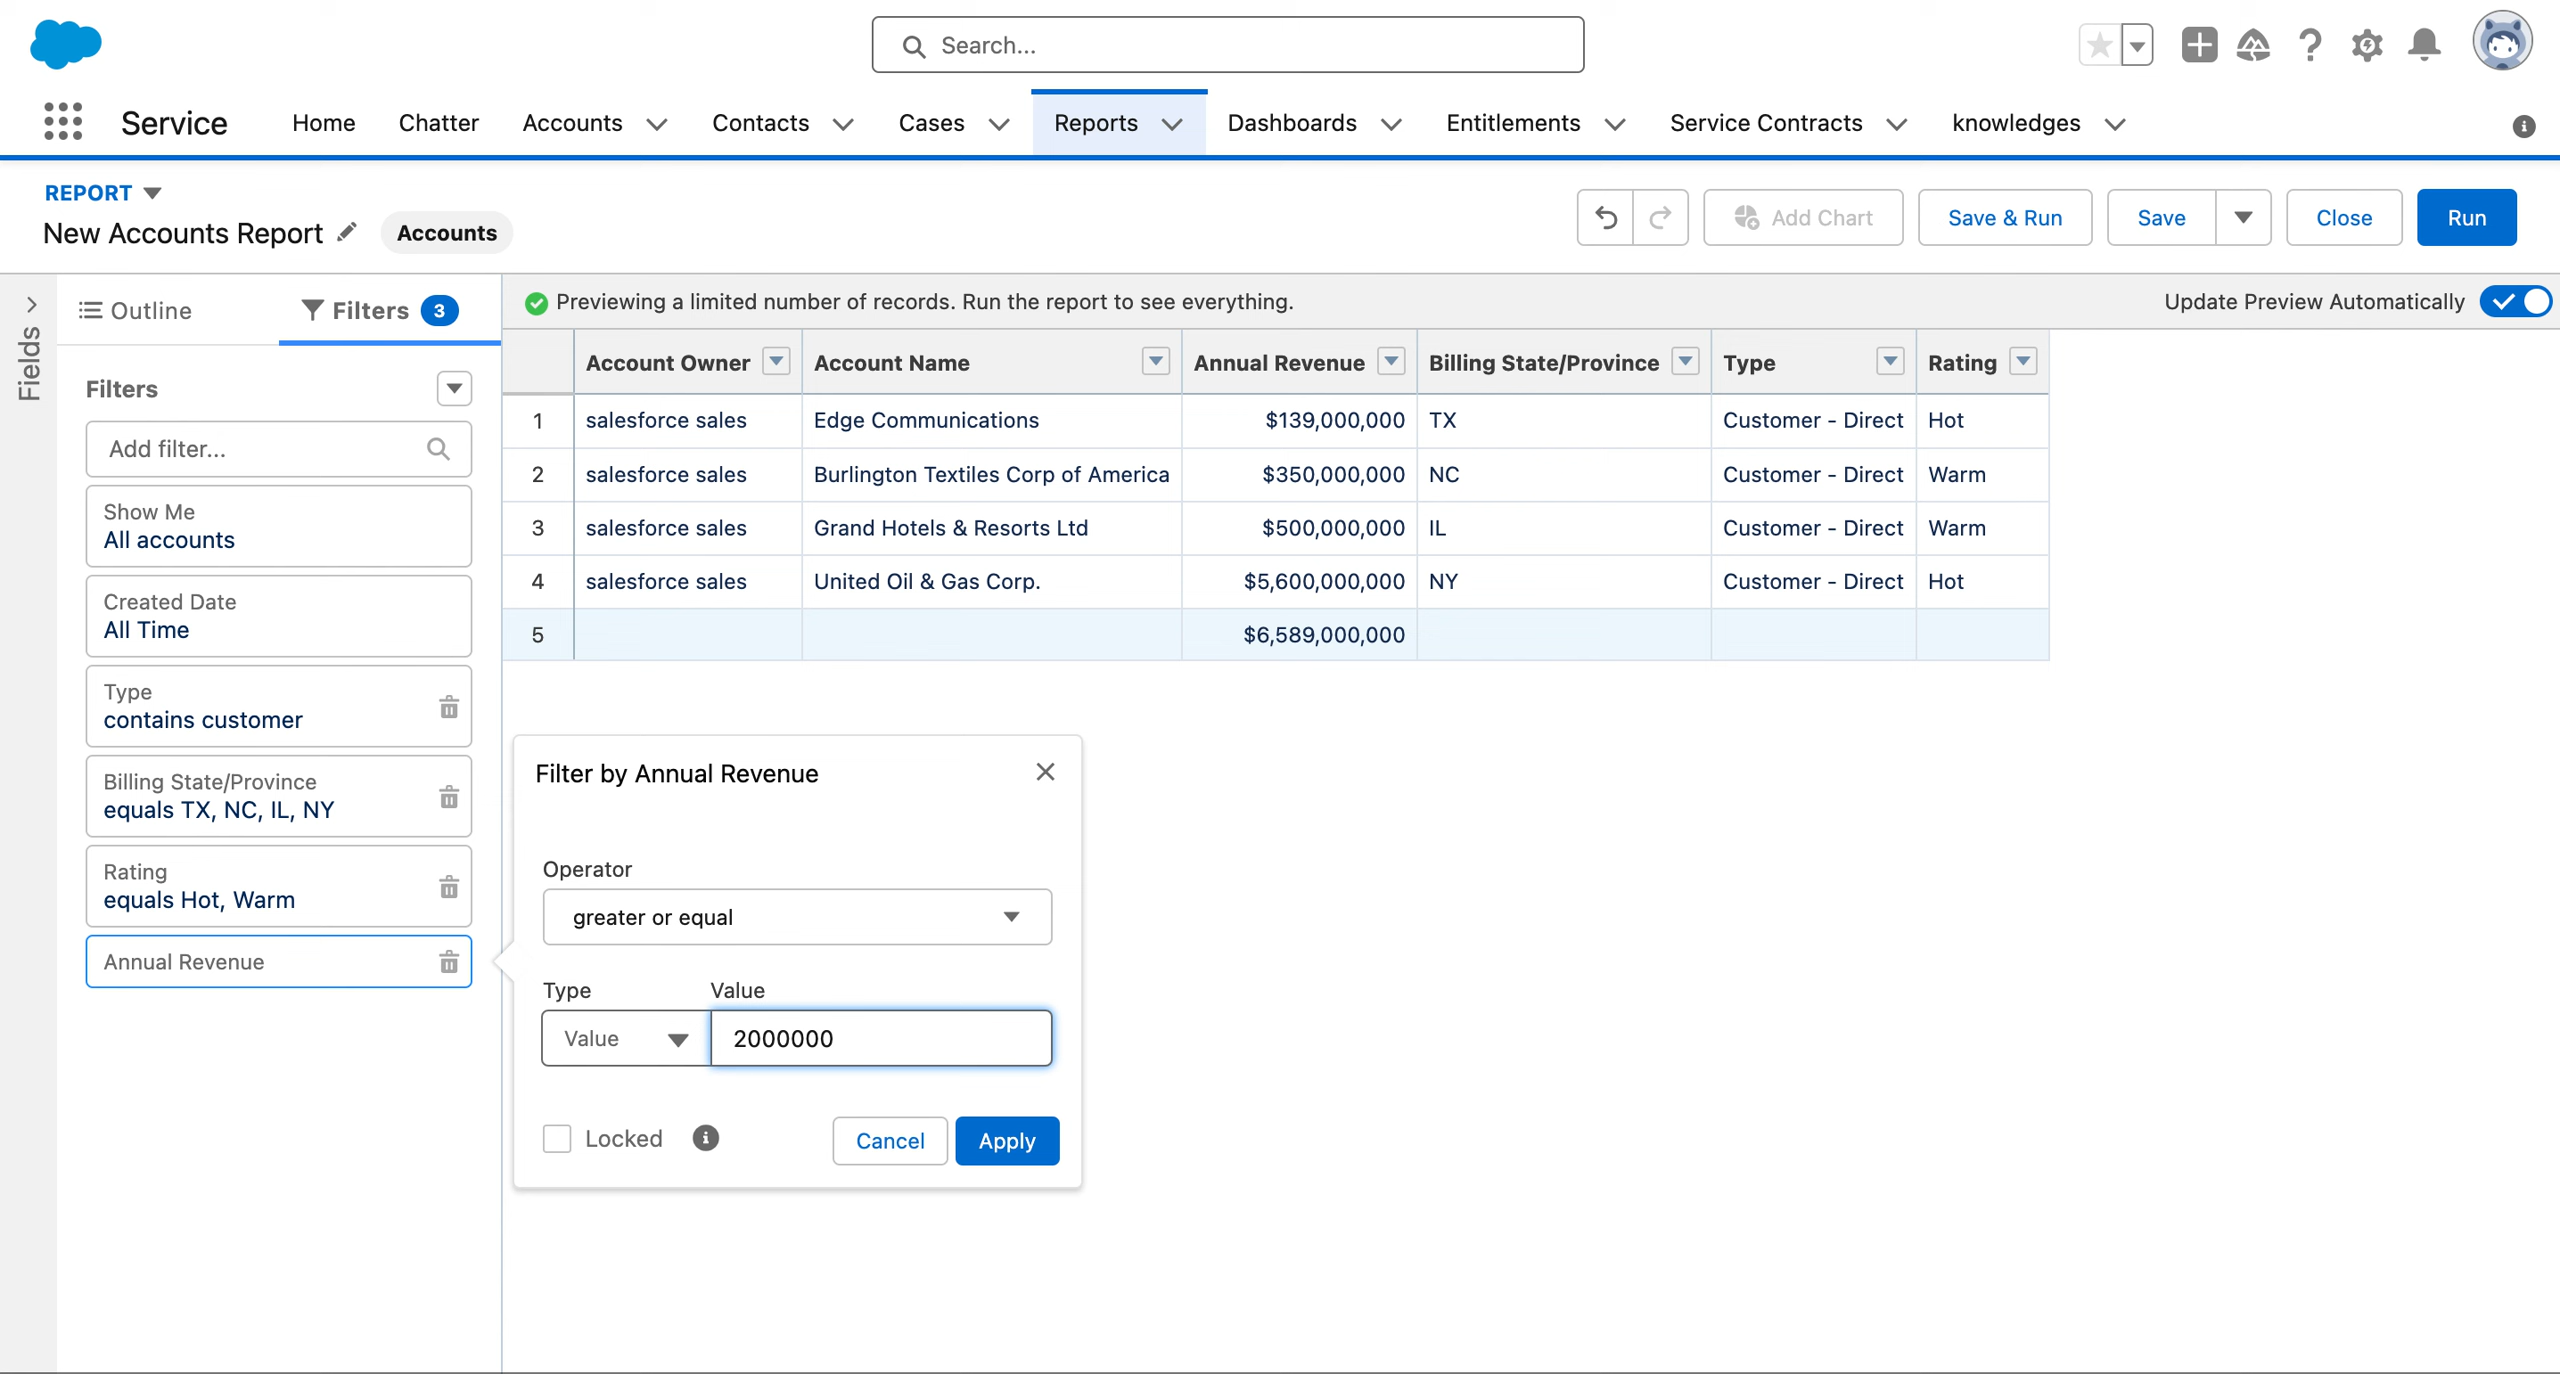 Search...
Service
Home
Chatter
Accounts
Contacts
Cases
Reports
Dashboards
Entitlements
Service Contracts
knowledges
REPORT
New Accounts Report
Accounts
Add Chart
Save & Run
Save
Close
Run
Fields
Outline
Filters 3
Previewing a limited number of records. Run the report to see everything.
Update Preview Automatically
Filters
Add filter...
Show Me
All accounts
Created Date
All Time
Type
contains customer
Billing State/Province
equals TX, NC, IL, NY
Rating
equals Hot, Warm
Annual Revenue
Account Owner Account Name Annual Revenue Billing State/Province Type Rating
1 salesforce sales Edge Communications $139,000,000 TX Customer - Direct Hot
2 salesforce sales Burlington Textiles Corp of America $350,000,000 NC Customer - Direct Warm
3 salesforce sales Grand Hotels & Resorts Ltd $500,000,000 IL Customer - Direct Warm
4 salesforce sales United Oil & Gas Corp. $5,600,000,000 NY Customer - Direct Hot
5 $6,589,000,000
Filter by Annual Revenue
Operator
greater or equal
Type Value
Value 2000000
Locked
Cancel
Apply